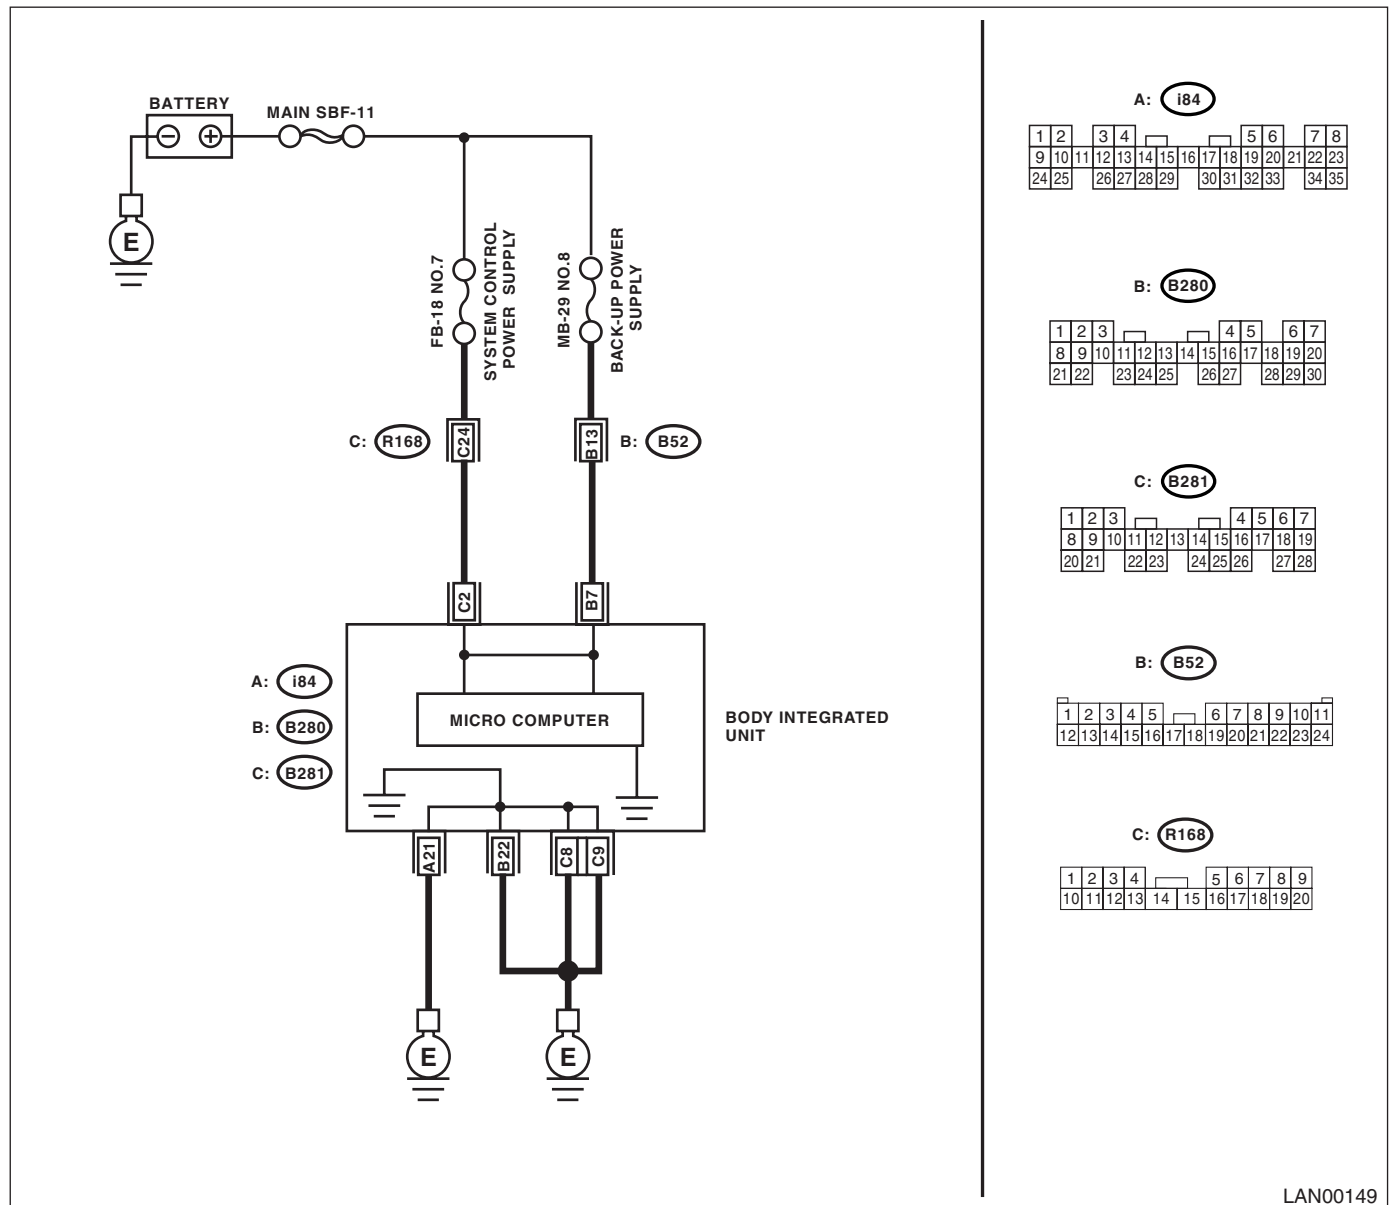 BATTERY
MAIN SBF-11
− +
E
FB-18 NO.7
SYSTEM CONTROL
POWER SUPPLY
MB-29 NO.8
BACK-UP POWER
SUPPLY
C: R168
C24
B13
B: B52
C2
B7
A: i84
B: B280
C: B281
MICRO COMPUTER
BODY INTEGRATED
UNIT
A21
B22
C8
C9
E
E
A: i84
1 2 3 4 5 6 7 8
9 10 11 12 13 14 15 16 17 18 19 20 21 22 23
24 25 26 27 28 29 30 31 32 33 34 35
B: B280
1 2 3 4 5 6 7
8 9 10 11 12 13 14 15 16 17 18 19 20
21 22 23 24 25 26 27 28 29 30
C: B281
1 2 3 4 5 6 7
8 9 10 11 12 13 14 15 16 17 18 19
20 21 22 23 24 25 26 27 28
B: B52
1 2 3 4 5 6 7 8 9 10 11
12 13 14 15 16 17 18 19 20 21 22 23 24
C: R168
1 2 3 4 5 6 7 8 9
10 11 12 13 14 15 16 17 18 19 20
LAN00149